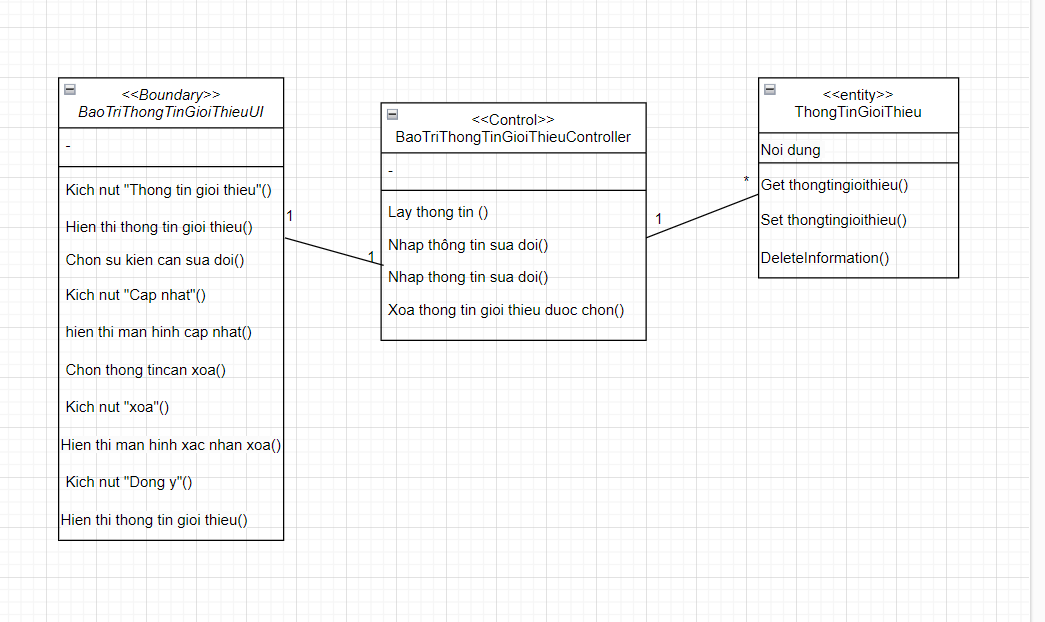 <<Boundary>>
BaoTriThongTinGioiThieuUI
-
Kich nut "Thong tin gioi thieu"()
Hien thi thong tin gioi thieu()
Chon su kien can sua doi()
Kich nut "Cap nhat"()
hien thi man hinh cap nhat()
Chon thong tincan xoa()
Kich nut "xoa"()
Hien thi man hinh xac nhan xoa()
Kich nut "Dong y"()
Hien thi thong tin gioi thieu()
1
1
<<Control>>
BaoTriThongTinGioiThieuController
-
Lay thong tin ()
Nhap thông tin sua doi()
Nhap thong tin sua doi()
Xoa thong tin gioi thieu duoc chon()
1
*
<<entity>>
ThongTinGioiThieu
Noi dung
Get thongtingioithieu()
Set thongtingioithieu()
DeleteInformation()